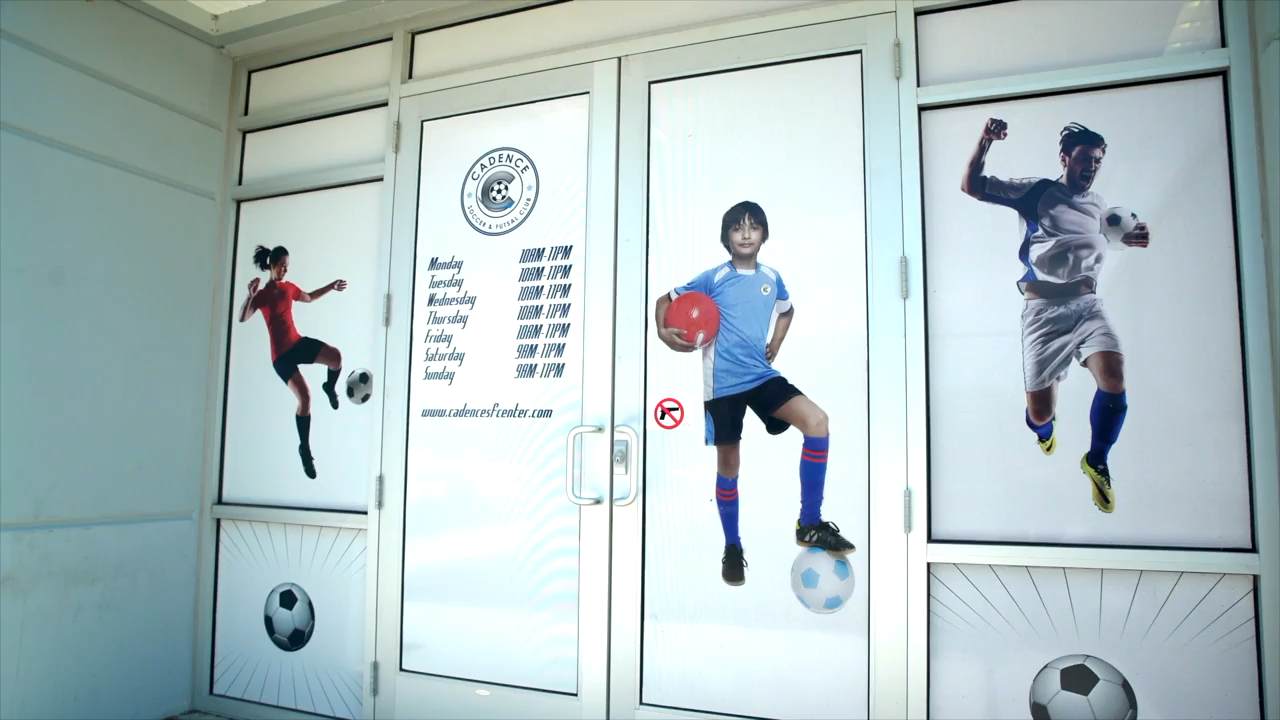 CADENCE
SOCCER & FUTSAL CLUB
Monday 10AM-11PM
Tuesday 10AM-11PM
Wednesday 10AM-11PM
Thursday 10AM-11PM
Friday 10AM-11PM
Saturday 9AM-11PM
Sunday 9AM-11PM
www.cadencesfcenter.com